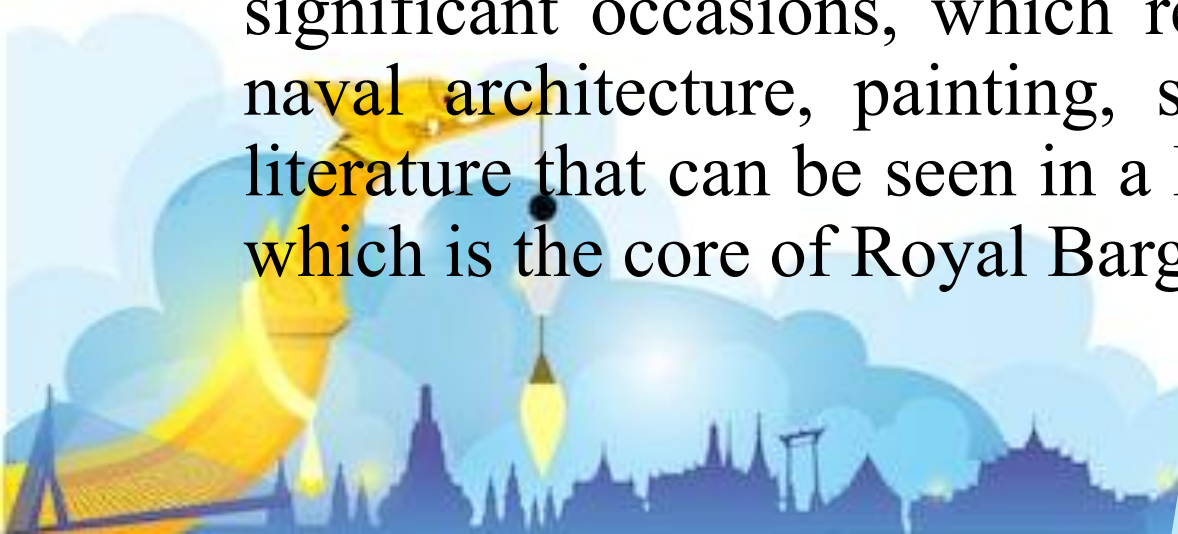 significant occasions, which
naval architecture, painting,
literature that can be seen in a
which is the core of Royal